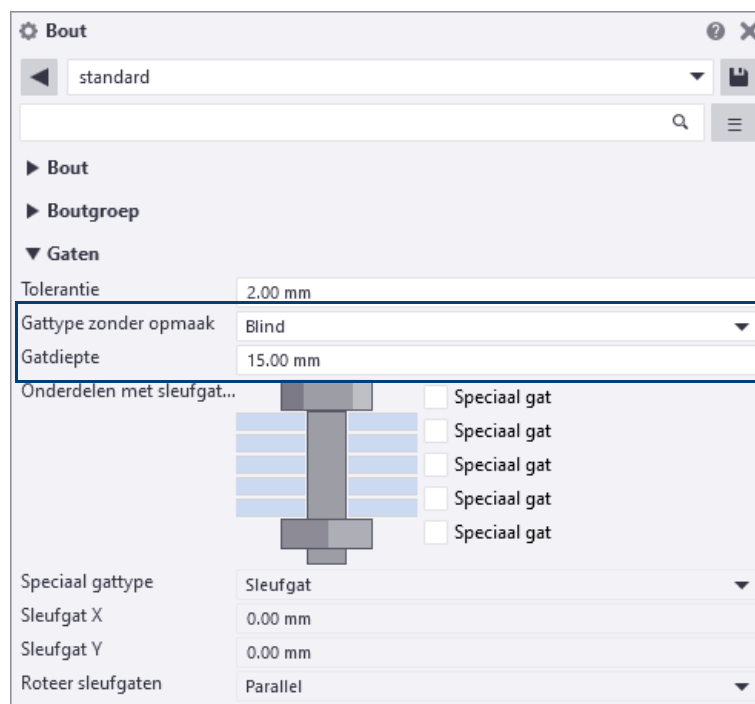 Bout
standard
Bout
Boutgroep
Gaten
Tolerantie 2.00 mm
Gattype zonder opmaak Blind
Gatdiepte 15.00 mm
Onderdelen met sleufgat... Speciaal gat
Speciaal gat
Speciaal gat
Speciaal gat
Speciaal gat
Speciaal gattype Sleufgat
Sleufgat X 0.00 mm
Sleufgat Y 0.00 mm
Roteer sleufgaten Parallel